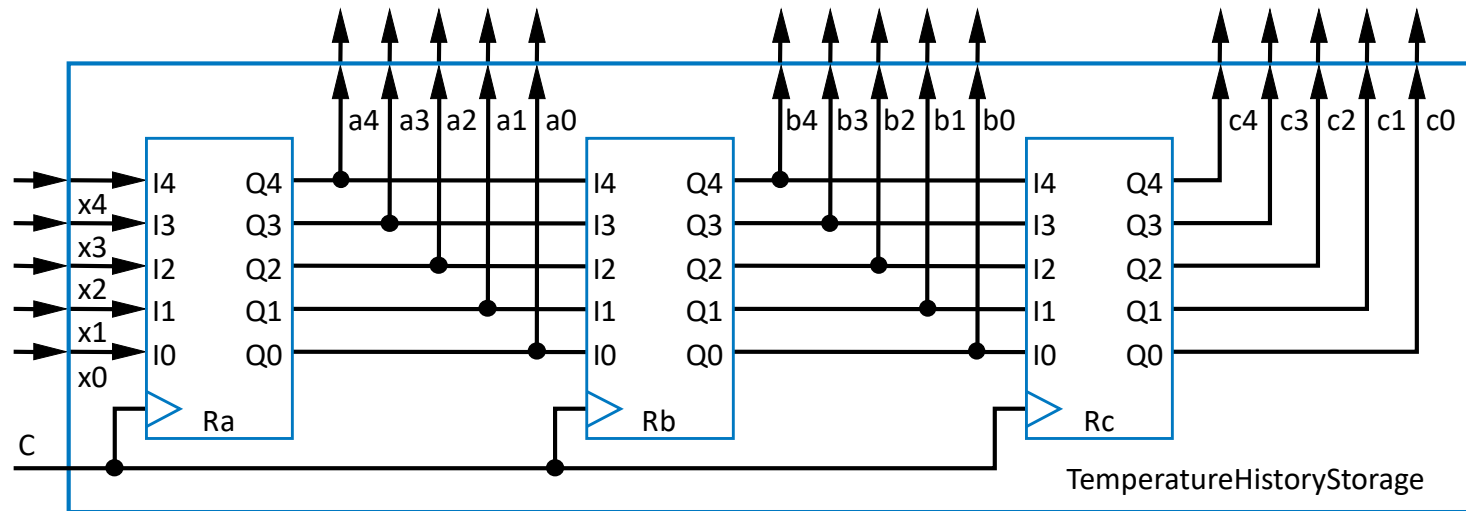 a4 a3 a2 a1 a0 b4 b3 b2 b1 b0 c4 c3 c2 c1 c0
I4 Q4 I4 Q4 I4 Q4
x4
I3 Q3 I3 Q3 I3 Q3
x3
I2 Q2 I2 Q2 I2 Q2
x2
I1 Q1 I1 Q1 I1 Q1
x1
I0 Q0 I0 Q0 I0 Q0
x0
Ra Rb Rc
C
TemperatureHistoryStorage